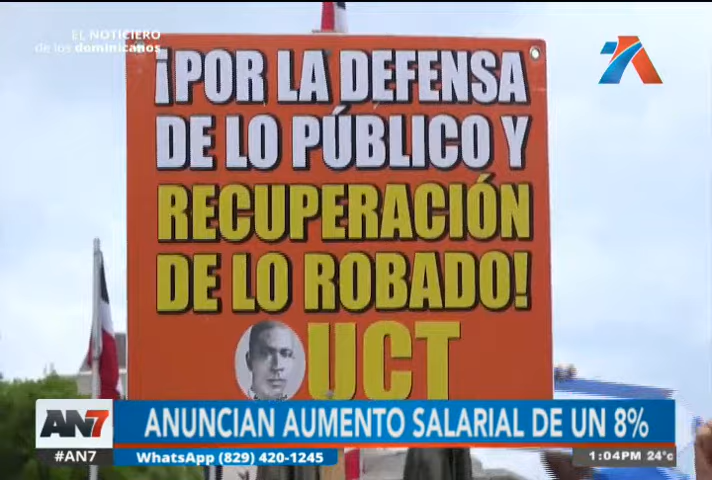 EL NOTICIERO
de los dominicanos
¡POR LA DEFENSA
DE LO PÚBLICO Y
RECUPERACIÓN
DE LO ROBADO!
UCT
AN7
ANUNCIAN AUMENTO SALARIAL DE UN 8%
#AN7
WhatsApp (829) 420-1245
1:04PM 24°c